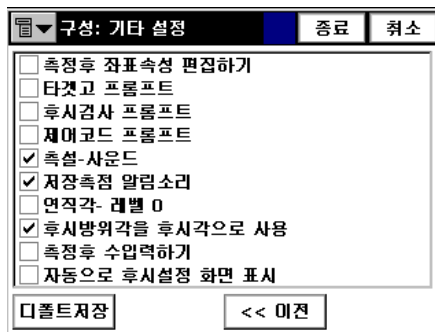 구성: 기타 설정 종료 취소
측정후 좌표속성 편집하기
타겟고 프롬프트
후시검사 프롬프트
제어코드 프롬프트
측설-사운드
저장측점 알림소리
연직각- 레벨 0
후시방위각을 후시각으로 사용
측정후 수입력하기
자동으로 후시설정 화면 표시
디폴트저장 << 이전